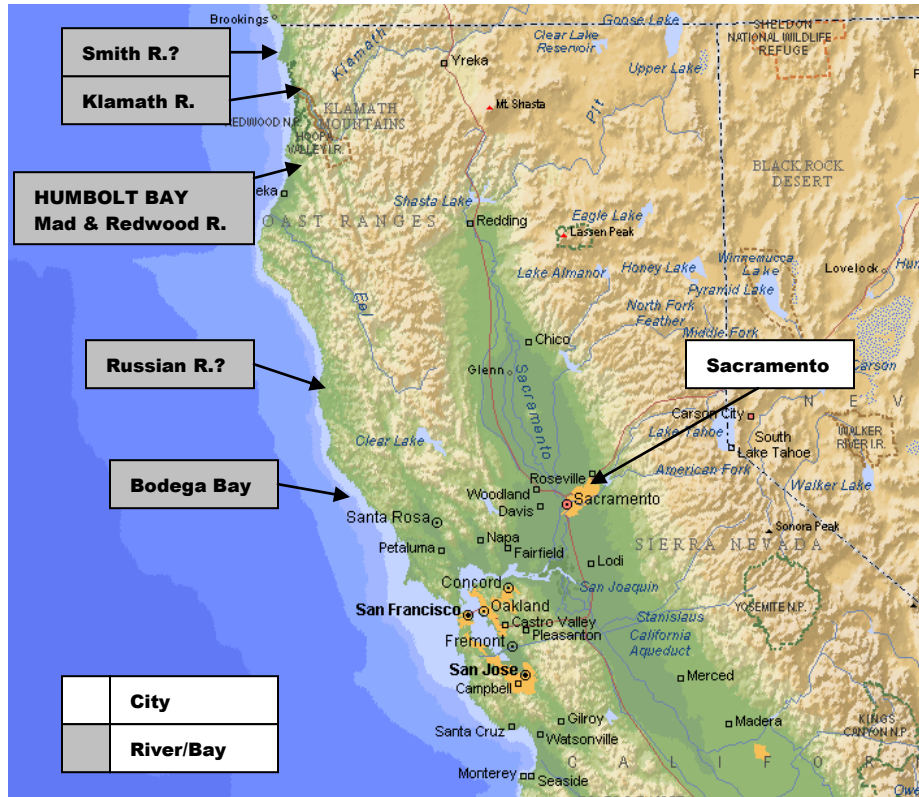 Brookings
Goose Lake
SHELDON
NATIONAL WILDLIFE
REFUGE
Clear Lake
Reservoir
Smith R.?
Klamath
Yreka
Upper Lake
Klamath R.
Mt. Shasta
Pit
KLAMATH
MOUNTAINS
REDWOOD N.P.
HOOPA
VALLEY I.R.
BLACK ROCK
DESERT
HUMBOLT BAY
Mad & Redwood R.
eka
Shasta Lake
OAST RANGES
Redding
Eagle Lake
Lassen Peak
Winnemucca
Lake
Lovelock
Hun
Lake Almanor
Honey Lake
Pyramid Lake
Eel
North Fork
Feather
Middle Fork
Chico
Russian R.?
Glenn
Sacramento
Sacramento
Carson
N E V
Carson City
Lake Tahoe
WALKER
RIVER I.R.
Clear Lake
South
Lake Tahoe
American Fork
Walker Lake
Bodega Bay
Roseville
Woodland
Davis
Sacramento
Santa Rosa
Sonora Peak
Napa
Petaluma
Fairfield
Lodi
SIERRA NEVADA
Concord
San Joaquin
San Francisco
Oakland
Castro Valley
Pleasanton
Stanislaus
YOSEMITE N.P.
Fremont
California
Aqueduct
San Jose
Campbell
Merced
City
River/Bay
Santa Cruz
Gilroy
Watsonville
Madera
KINGS
CANYON N.P.
Monterey
Seaside
C A L I F O R
Owe